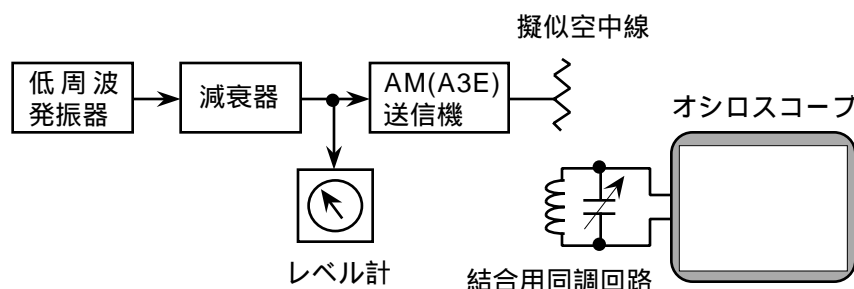 擬似空中線
低周波
発振器
減衰器
AM(A3E)
送信機
オシロスコープ
レベル計
結合用同調回路